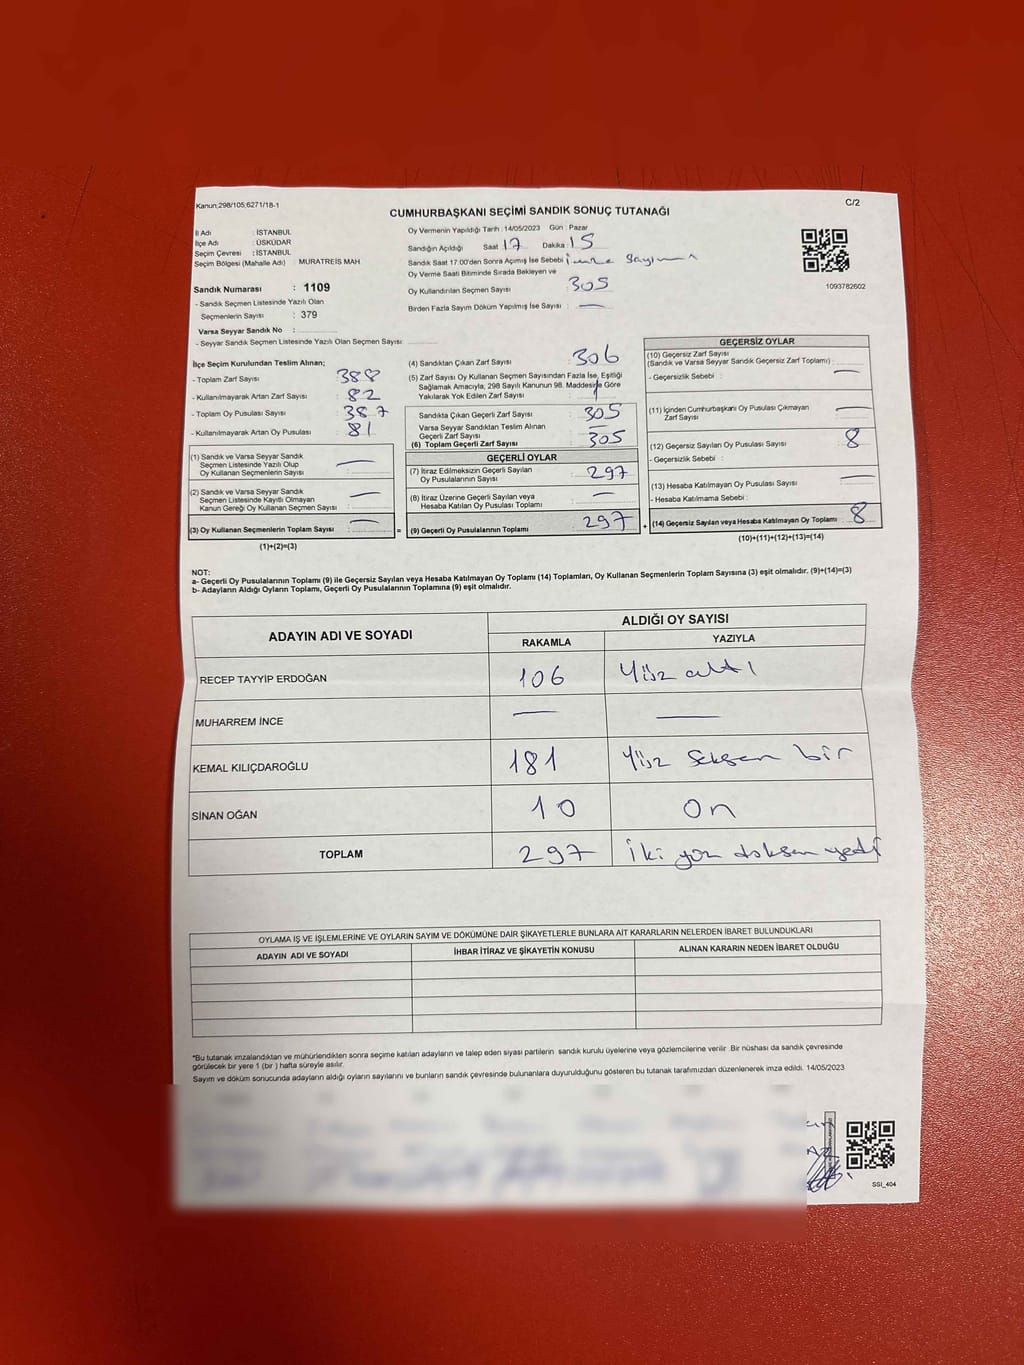 Kanun:298/105,6271/18-1
C/2
CUMHURBAŞKANI SEÇİMİ SANDIK SONUÇ TUTANAĞI
İl Adı : İSTANBUL
İlçe Adı : ÜSKÜDAR
Seçim Çevresi : İSTANBUL
Seçim Bölgesi (Mahalle Adı) : MURATREİS MAH
Sandık Numarası : 1109
- Sandık Seçmen Listesinde Yazılı Olan
Seçmenlerin Sayısı : 379
Varsa Seyyar Sandık No :
- Seyyar Sandık Seçmen Listesinde Yazılı Olan Seçmen Sayısı:
Oy Vermenin Yapıldığı Tarih : 14/05/2023 Gün : Pazar
Sandığın Açıldığı Saat 17 Dakika : 15
Sandık Saat 17:00'den Sonra Açımış İse Sebebi
Oy Verme Saati Bitiminde Sırada Bekleyen ve
Oy Kullandırılan Seçmen Sayısı : 305
Birden Fazla Sayım Döküm Yapılmış İse Sayısı : —
1093782602
İlçe Seçim Kurulundan Teslim Alınan;
- Toplam Zarf Sayısı : 388
- Kullanılmayarak Artan Zarf Sayısı : 82
- Toplam Oy Pusulası Sayısı : 387
- Kullanılmayarak Artan Oy Pusulası : 81
(1) Sandık ve Varsa Seyyar Sandık
Seçmen Listesinde Yazılı Olup
Oy Kullanan Seçmenlerin Sayısı : —
(2) Sandık ve Varsa Seyyar Sandık
Seçmen Listesinde Kayıtlı Olmayan
Kanun Gereği Oy Kullanan Seçmen Sayısı : —
(3) Oy Kullanan Seçmenlerin Toplam Sayısı : —
(1)+(2)=(3)
(4) Sandıktan Çıkan Zarf Sayısı : 306
(5) Zarf Sayısı Oy Kullanan Seçmen Sayısından Fazla İse, Eşitliği
Sağlamak Amacıyla, 298 Sayılı Kanunun 98. Maddesine Göre
Yakılarak Yok Edilen Zarf Sayısı : 1
Sandıkta Çıkan Geçerli Zarf Sayısı : 305
Varsa Seyyar Sandıktan Teslim Alınan
Geçerli Zarf Sayısı : —
(6) Toplam Geçerli Zarf Sayısı : 305
GEÇERLİ OYLAR
(7) İtiraz Edilmeksizin Geçerli Sayılan
Oy Pusulalarının Sayısı : 297
(8) İtiraz Üzerine Geçerli Sayılan veya
Hesaba Katılan Oy Pusulası Toplamı : —
= (9) Geçerli Oy Pusulalarının Toplamı : 297
GEÇERSİZ OYLAR
(10) Geçersiz Zarf Sayısı
(Sandık ve Varsa Seyyar Sandık Geçersiz Zarf Toplamı) :
- Geçersizlik Sebebi : —
(11) İçinden Cumhurbaşkanı Oy Pusulası Çıkmayan
Zarf Sayısı : —
(12) Geçersiz Sayılan Oy Pusulası Sayısı : 8
- Geçersizlik Sebebi :
(13) Hesaba Katılmayan Oy Pusulası Sayısı : —
- Hesaba Katılmama Sebebi :
+ (14) Geçersiz Sayılan veya Hesaba Katılmayan Oy Toplamı : 8
(10)+(11)+(12)+(13)=(14)
NOT:
a- Geçerli Oy Pusulalarının Toplamı (9) ile Geçersiz Sayılan veya Hesaba Katılmayan Oy Toplamı (14) Toplamları, Oy Kullanan Seçmenlerin Toplam Sayısına (3) eşit olmalıdır. (9)+(14)=(3)
b- Adayların Aldığı Oyların Toplamı, Geçerli Oy Pusulalarının Toplamına (9) eşit olmalıdır.
ADAYIN ADI VE SOYADI
ALDIĞI OY SAYISI
RAKAMLA YAZIYLA
RECEP TAYYİP ERDOĞAN 106 Yüz altı
MUHARREM İNCE — —
KEMAL KILIÇDAROĞLU 181 Yüz Seksen bir
SİNAN OĞAN 10 On
TOPLAM 297 İki yüz doksan yedi
OYLAMA İŞ VE İŞLEMLERİNE VE OYLARIN SAYIM VE DÖKÜMÜNE DAİR ŞİKAYETLERLE BUNLARA AİT KARARLARIN NELERDEN İBARET BULUNDUKLARI
ADAYIN ADI VE SOYADI İHBAR İTİRAZ VE ŞİKAYETİN KONUSU ALINAN KARARIN NEDEN İBARET OLDUĞU
*Bu tutanak imzalandıktan ve mühürlendikten sonra seçime katılan adayların ve talep eden siyasi partilerin sandık kurulu üyelerine veya gözlemcilerine verilir. Bir nüshası da sandık çevresinde
görülecek bir yere 1 (bir ) hafta süreyle asılır.
Sayım ve döküm sonucunda adayların aldığı oyların sayılarını ve bunların sandık çevresinde bulunanlara duyurulduğunu gösteren bu tutanak tarafımızdan düzenlenerek imza edildi. 14/05/2023
SSI_404